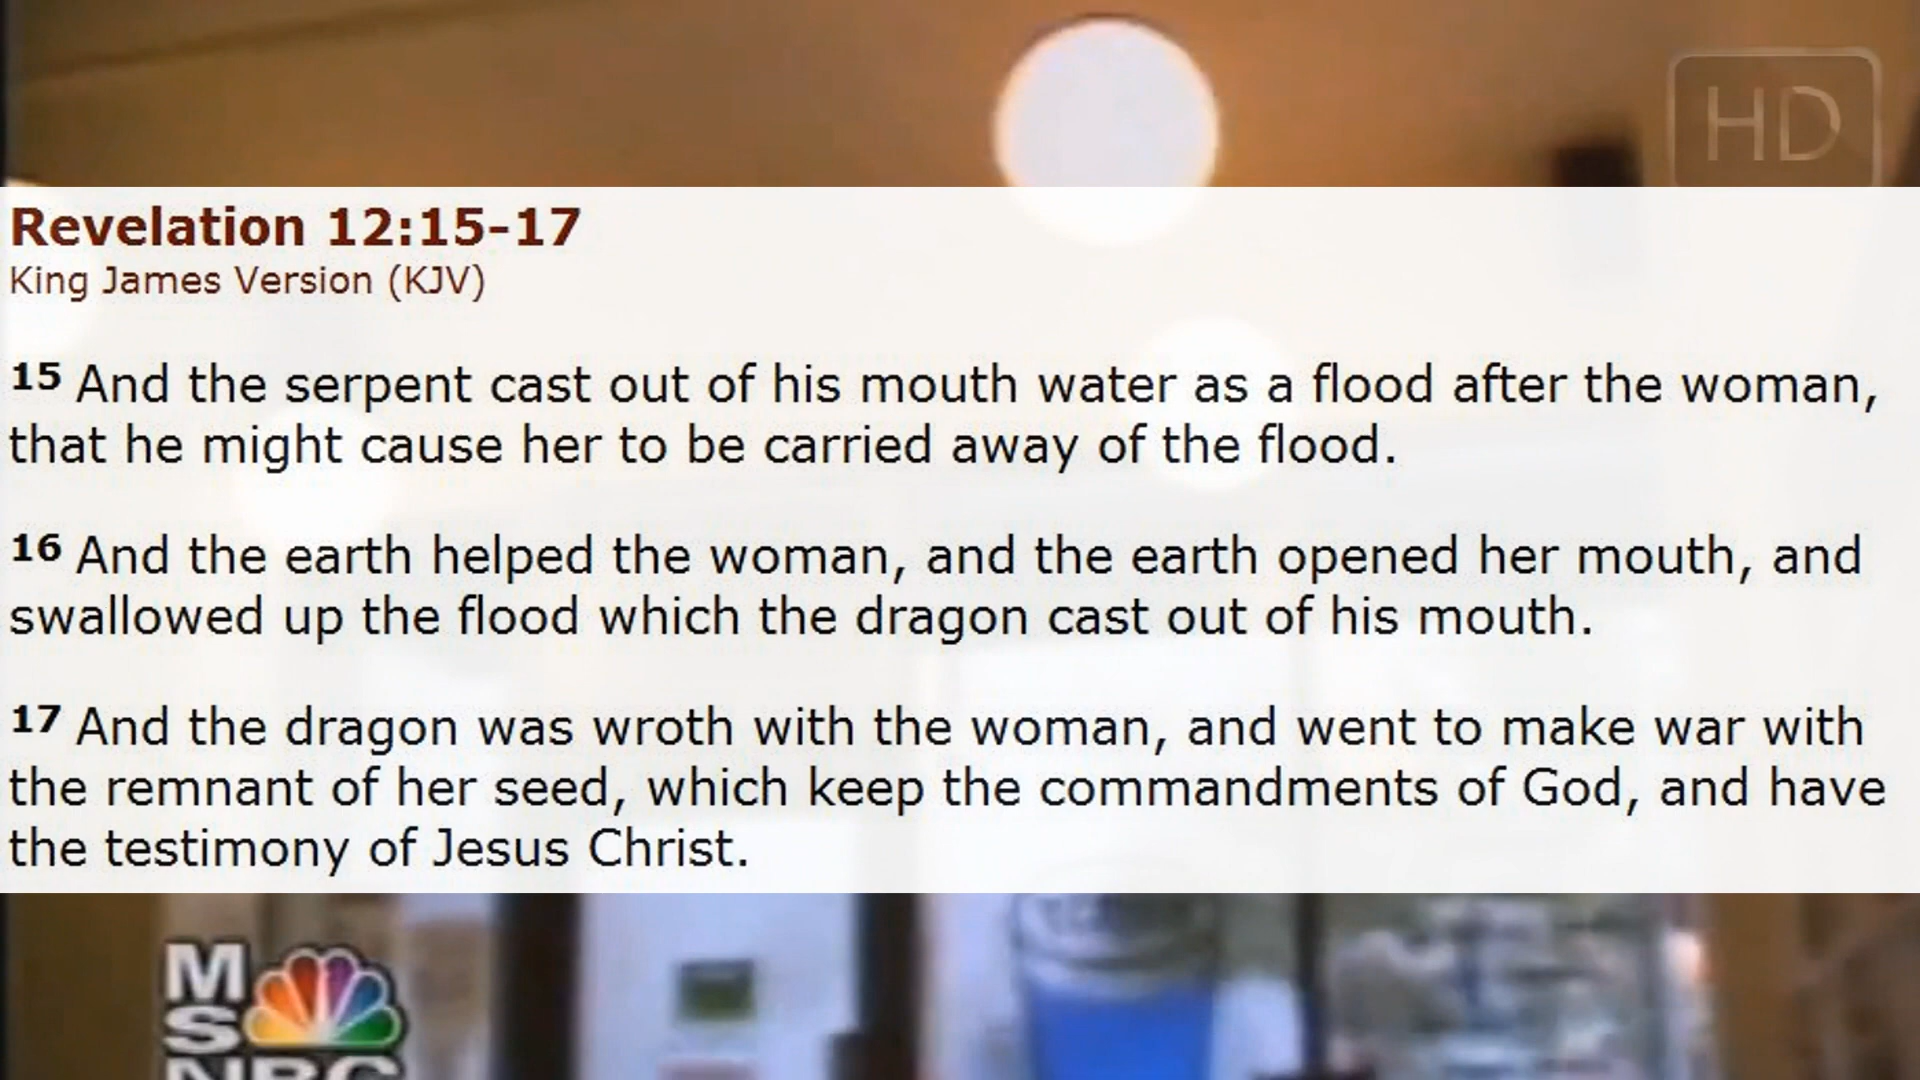 HD
Revelation 12:15-17
King James Version (KJV)
15 And the serpent cast out of his mouth water as a flood after the woman,
that he might cause her to be carried away of the flood.
16 And the earth helped the woman, and the earth opened her mouth, and
swallowed up the flood which the dragon cast out of his mouth.
17 And the dragon was wroth with the woman, and went to make war with
the remnant of her seed, which keep the commandments of God, and have
the testimony of Jesus Christ.
M
S
NBC